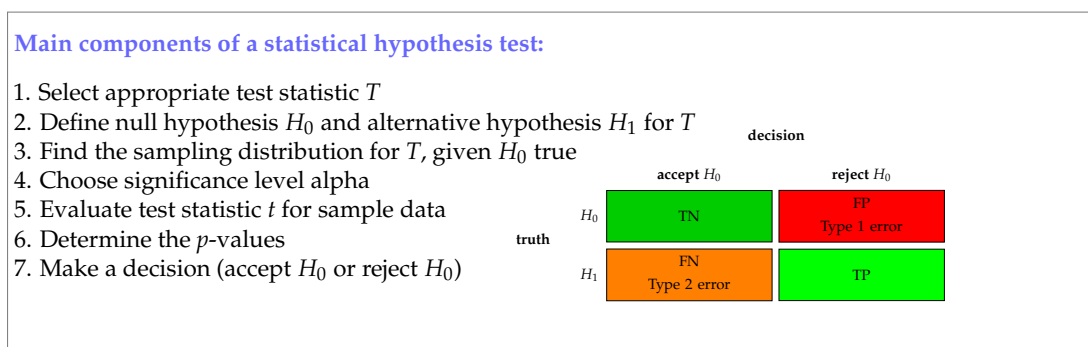 Main components of a statistical hypothesis test:
1. Select appropriate test statistic T
2. Define null hypothesis H₀ and alternative hypothesis H₁ for T
3. Find the sampling distribution for T, given H₀ true
4. Choose significance level alpha
5. Evaluate test statistic t for sample data
6. Determine the p-values
7. Make a decision (accept H₀ or reject H₀)
decision
accept H₀ reject H₀
truth
H₀ TN FP
Type 1 error
H₁ FN TP
Type 2 error